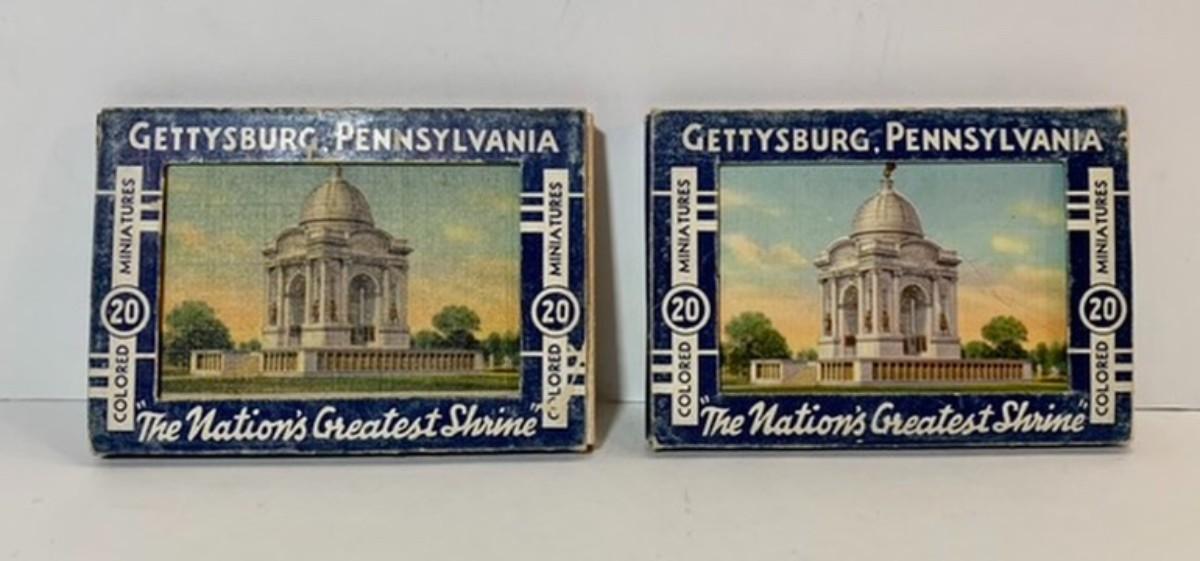 GETTYSBURG, PENNSYLVANIA
COLORED 20 MINIATURES
COLORED 20 MINIATURES
"The Nation's Greatest Shrine"
GETTYSBURG, PENNSYLVANIA
COLORED 20 MINIATURES
COLORED 20 MINIATURES
"The Nation's Greatest Shrine"